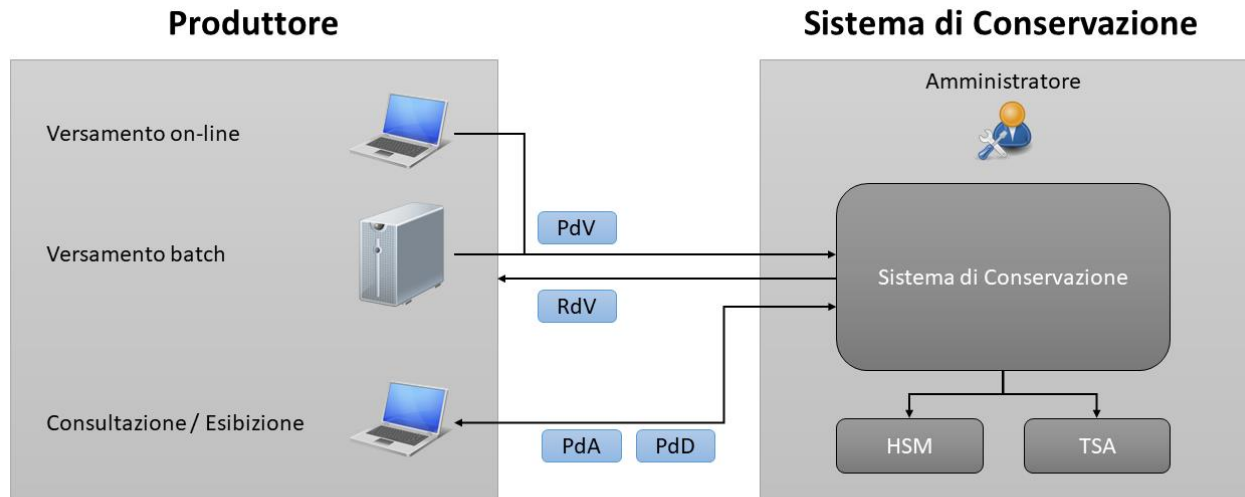 Produttore
Sistema di Conservazione
Amministratore
Versamento on-line
PdV
Versamento batch
Sistema di Conservazione
RdV
Consultazione / Esibizione
PdA
PdD
HSM
TSA